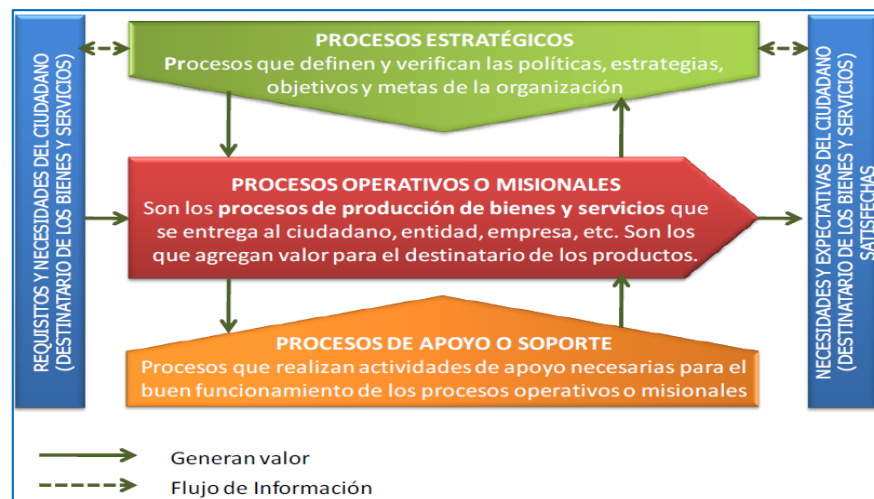 REQUISITOS Y NECESIDADES DEL CIUDADANO
(DESTINATARIO DE LOS BIENES Y SERVICIOS)
PROCESOS ESTRATÉGICOS
Procesos que definen y verifican las políticas, estrategias,
objetivos y metas de la organización
PROCESOS OPERATIVOS O MISIONALES
Son los procesos de producción de bienes y servicios que
se entrega al ciudadano, entidad, empresa, etc. Son los
que agregan valor para el destinatario de los productos.
PROCESOS DE APOYO O SOPORTE
Procesos que realizan actividades de apoyo necesarias para el
buen funcionamiento de los procesos operativos o misionales
NECESIDADES Y EXPECTATIVAS DEL CIUDADANO
(DESTINATARIO DE LOS BIENES Y SERVICIOS)
SATISFECHAS
Generan valor
Flujo de Información